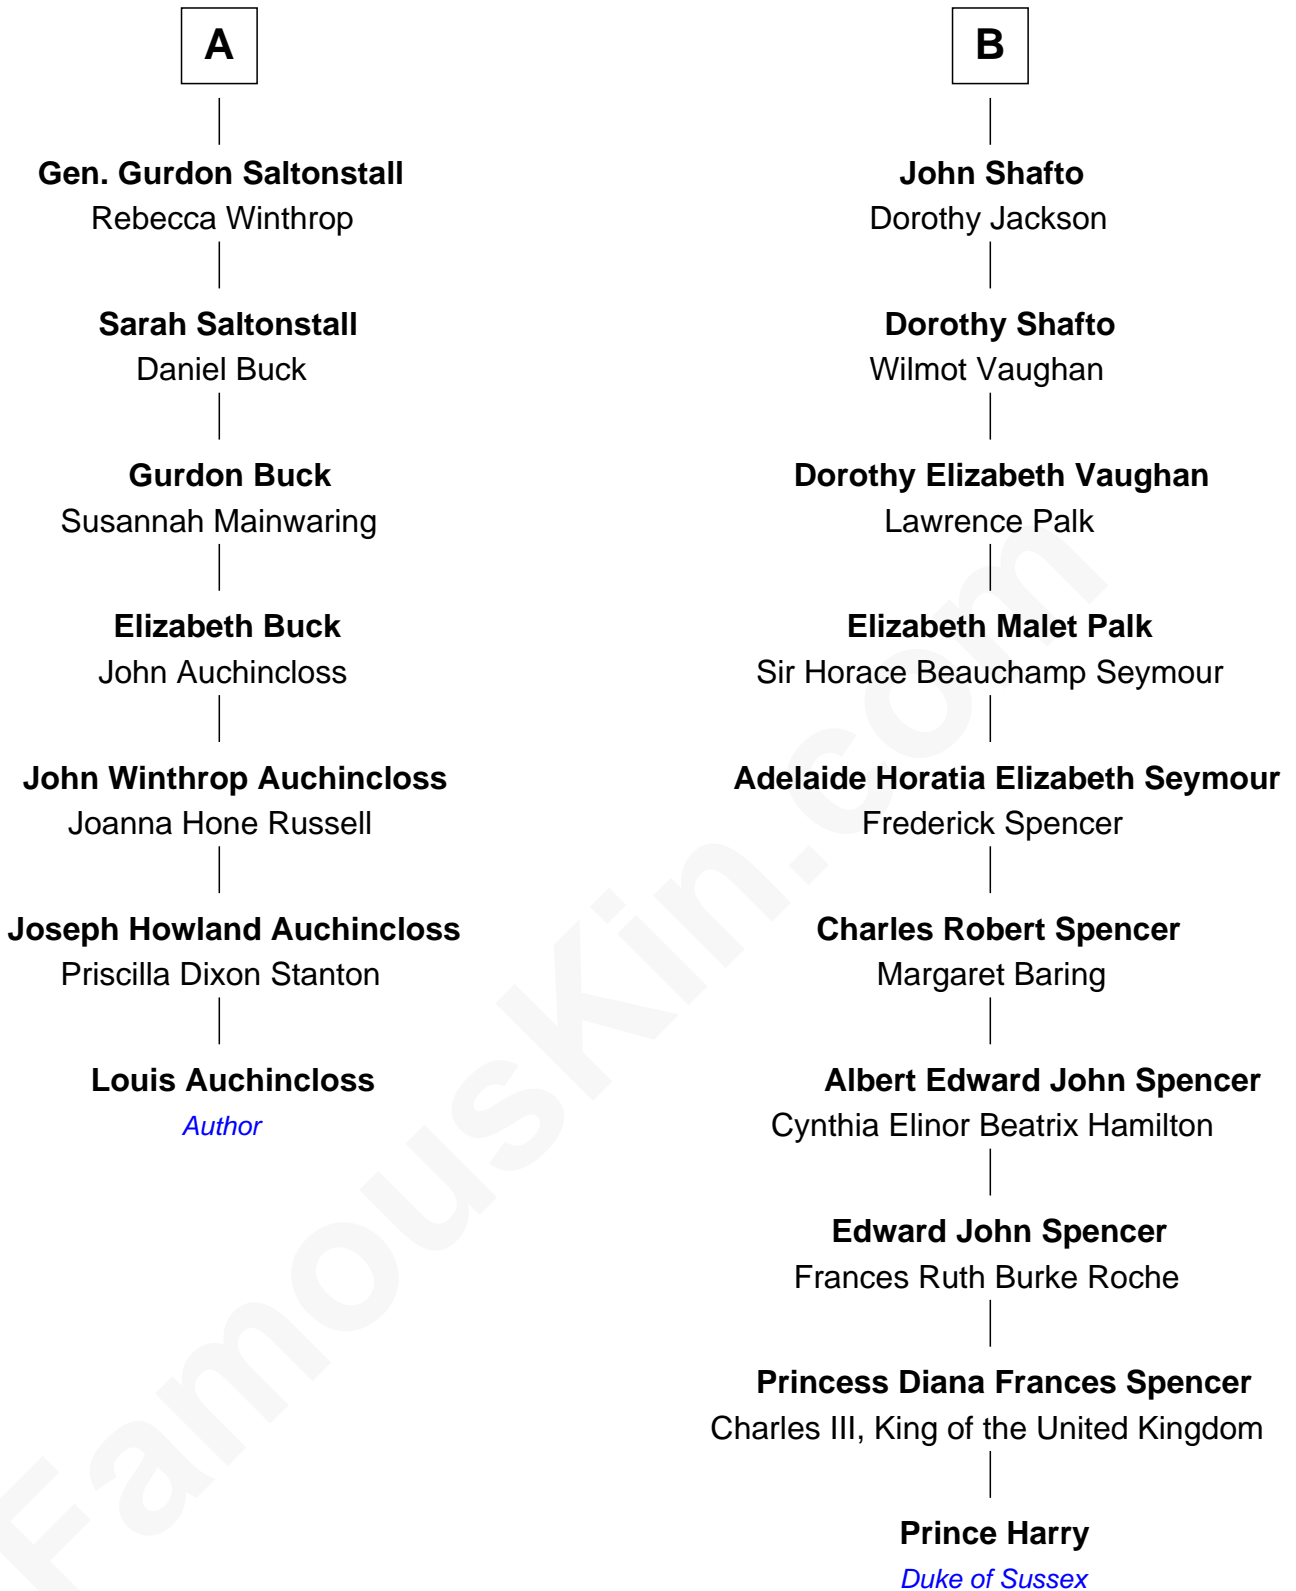 A
Gen. Gurdon Saltonstall
Rebecca Winthrop
Sarah Saltonstall
Daniel Buck
Gurdon Buck
Susannah Mainwaring
Elizabeth Buck
John Auchincloss
John Winthrop Auchincloss
Joanna Hone Russell
Joseph Howland Auchincloss
Priscilla Dixon Stanton
Louis Auchincloss
Author
B
John Shafto
Dorothy Jackson
Dorothy Shafto
Wilmot Vaughan
Dorothy Elizabeth Vaughan
Lawrence Palk
Elizabeth Malet Palk
Sir Horace Beauchamp Seymour
Adelaide Horatia Elizabeth Seymour
Frederick Spencer
Charles Robert Spencer
Margaret Baring
Albert Edward John Spencer
Cynthia Elinor Beatrix Hamilton
Edward John Spencer
Frances Ruth Burke Roche
Princess Diana Frances Spencer
Charles III, King of the United Kingdom
Prince Harry
Duke of Sussex
FamousKin.com